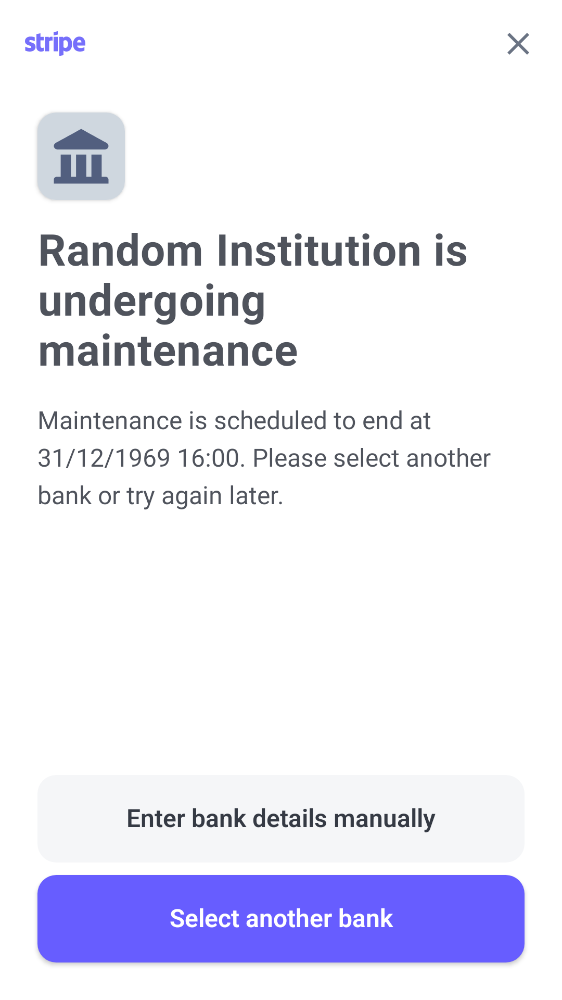 stripe
Random Institution is
undergoing
maintenance
Maintenance is scheduled to end at
31/12/1969 16:00. Please select another
bank or try again later.
Enter bank details manually
Select another bank